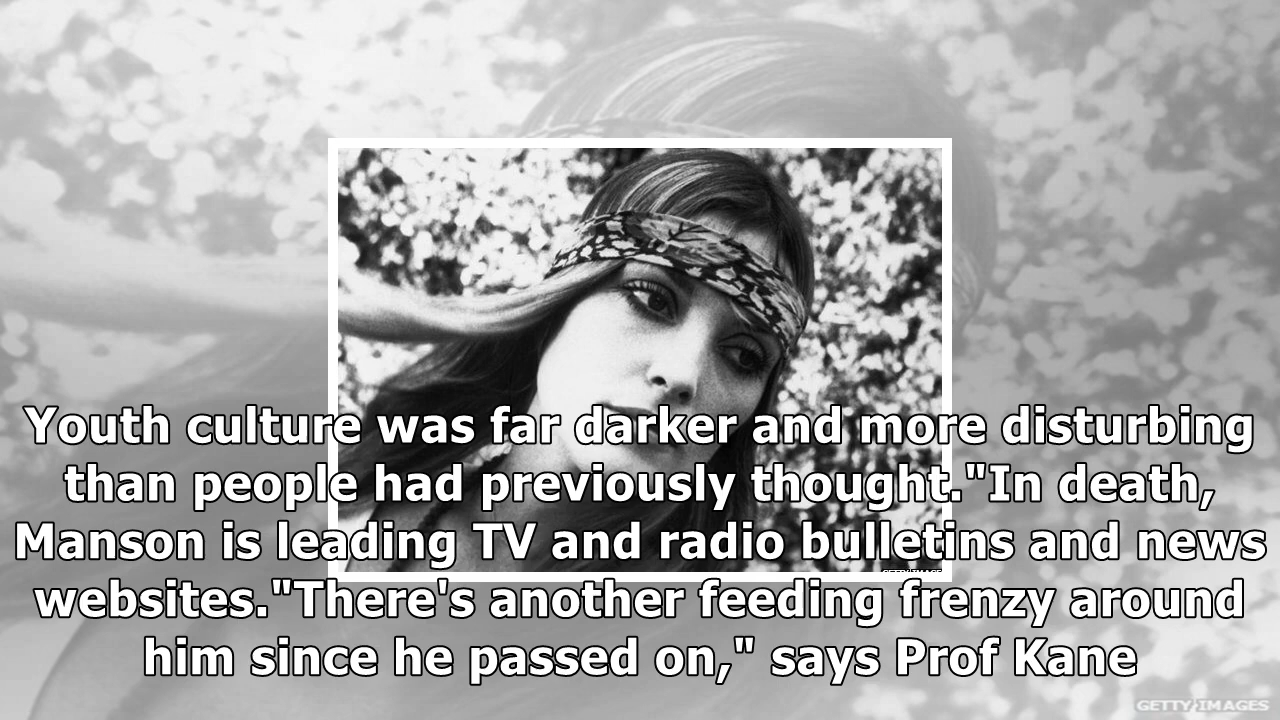 Youth culture was far darker and more disturbing
than people had previously thought."In death,
Manson is leading TV and radio bulletins and news
websites."There's another feeding frenzy around
him since he passed on," says Prof Kane
GETTY IMAGES
GETTY IMAGES